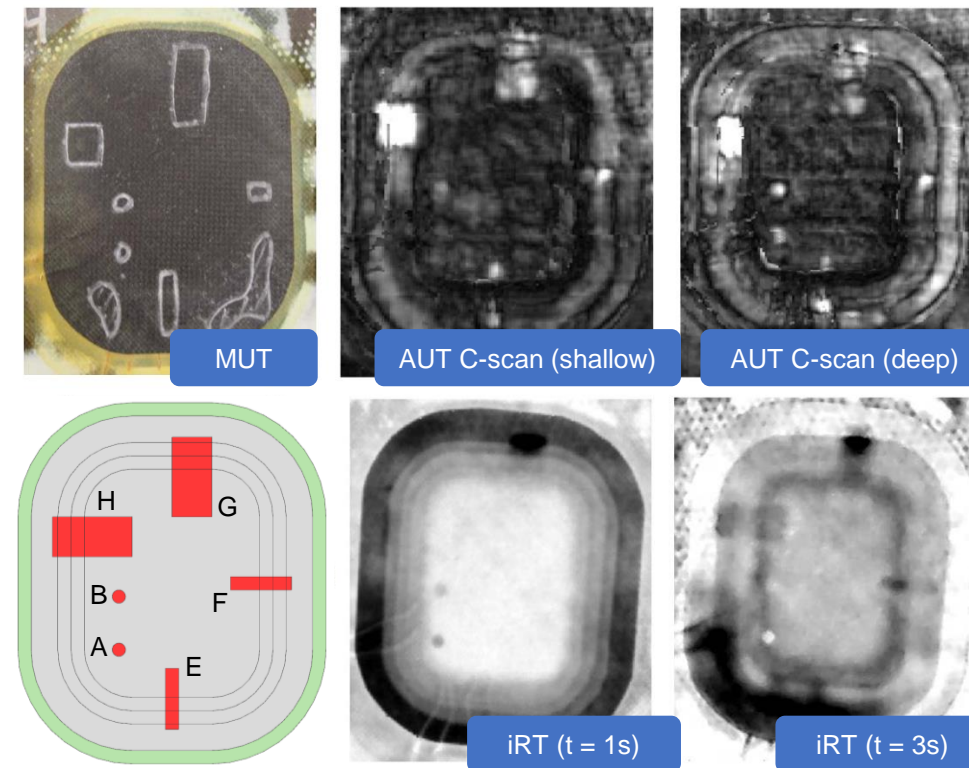 MUT
AUT C-scan (shallow)
AUT C-scan (deep)
H
G
B
F
A
E
iRT (t = 1s)
iRT (t = 3s)